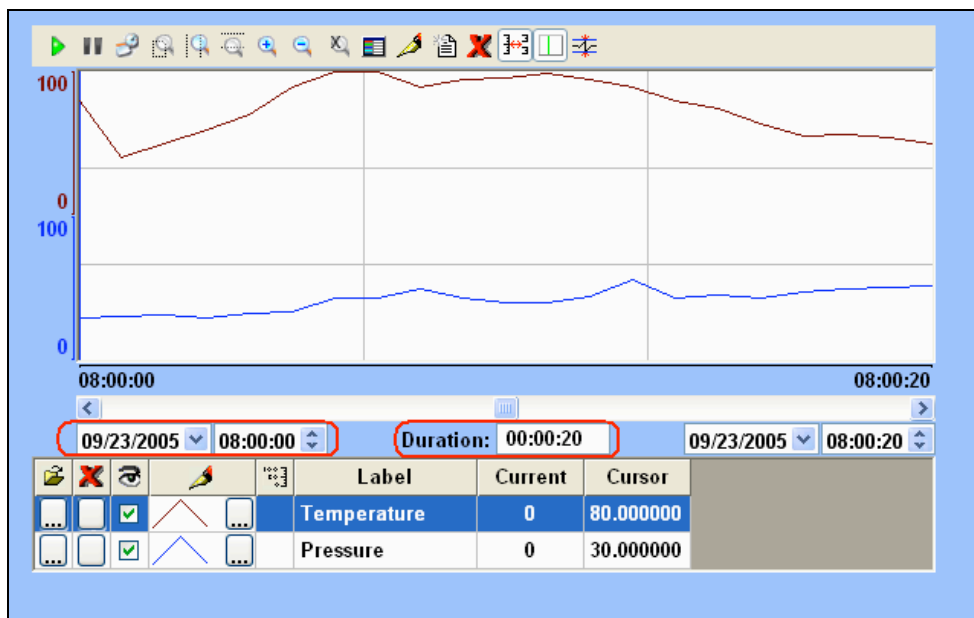 100
0
100
0
08:00:00 08:00:20
09/23/2005 08:00:00 Duration: 00:00:20 09/23/2005 08:00:20
Label Current Cursor
... ... Temperature 0 80.000000
... ... Pressure 0 30.000000